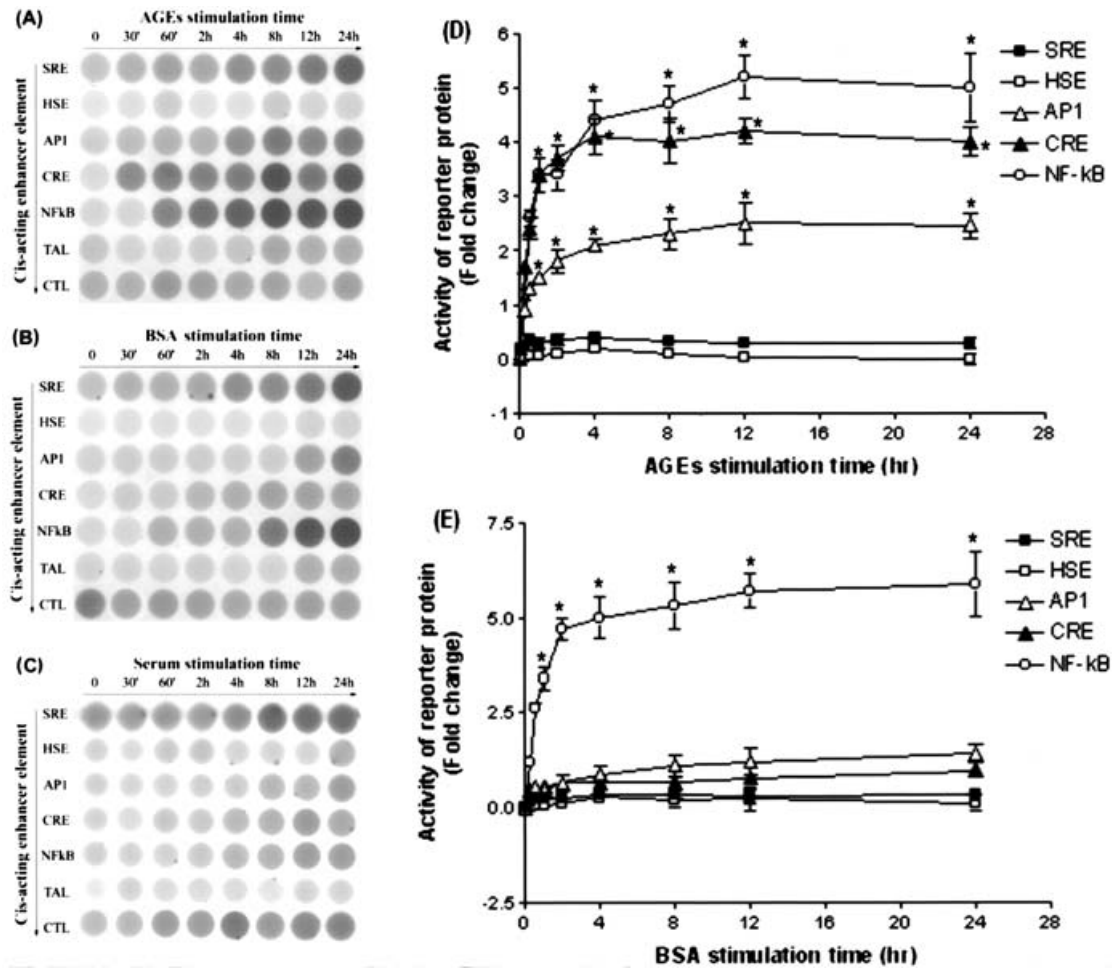 (A)
AGEs stimulation time
0 30' 60' 2h 4h 8h 12h 24h
Cis-acting enhancer element
SRE
HSE
AP1
CRE
NFkB
TAL
CTL
(B)
BSA stimulation time
0 30' 60' 2h 4h 8h 12h 24h
Cis-acting enhancer element
SRE
HSE
AP1
CRE
NFkB
TAL
CTL
(C)
Serum stimulation time
0 30' 60' 2h 4h 8h 12h 24h
Cis-acting enhancer element
SRE
HSE
AP1
CRE
NFkB
TAL
CTL
(D)
Activity of reporter protein
(Fold change)
6
5
4
3
2
1
0
-1
0 4 8 12 16 20 24 28
AGEs stimulation time (hr)
SRE
HSE
AP1
CRE
NF-kB
(E)
Activity of reporter protein
(Fold change)
7.5
5.0
2.5
0.0
-2.5
0 4 8 12 16 20 24 28
BSA stimulation time (hr)
SRE
HSE
AP1
CRE
NF-kB